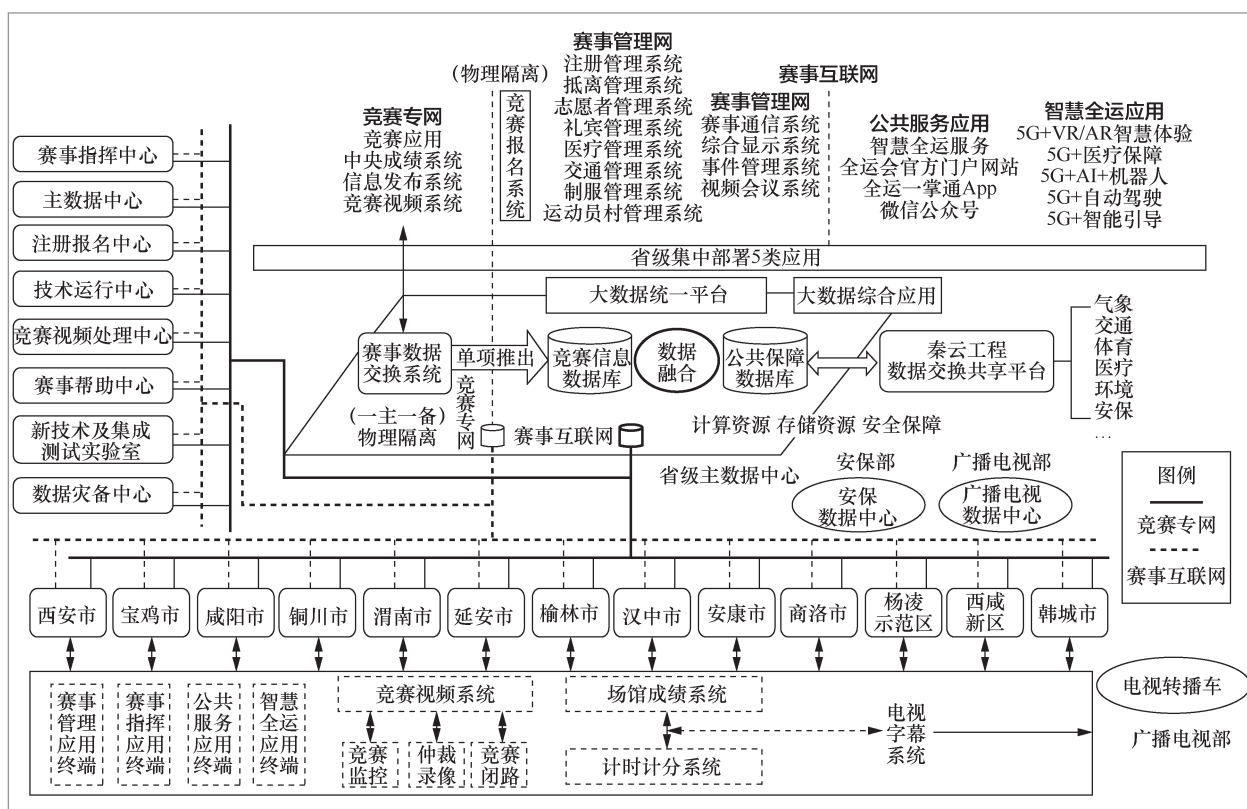 赛事指挥中心
主数据中心
注册报名中心
技术运行中心
竞赛视频处理中心
赛事帮助中心
新技术及集成
测试实验室
数据灾备中心
竞赛专网
竞赛应用
中央成绩系统
信息发布系统
竞赛视频系统
(物理隔离)
竞赛报名系统
赛事管理网
注册管理系统
抵离管理系统
志愿者管理系统
礼宾管理系统
医疗管理系统
交通管理系统
制服管理系统
运动员村管理系统
赛事管理网
赛事通信系统
综合显示系统
事件管理系统
视频会议系统
赛事互联网
公共服务应用
智慧全运服务
全运会官方门户网站
全运一掌通App
微信公众号
智慧全运应用
5G+VR/AR智慧体验
5G+医疗保障
5G+AI+机器人
5G+自动驾驶
5G+智能引导
省级集中部署5类应用
大数据统一平台
大数据综合应用
赛事数据
交换系统
单项推出
竞赛信息
数据库
数据
融合
公共保障
数据库
秦云工程
数据交换共享平台
气象
交通
体育
医疗
环境
安保
…
(一主一备)
物理隔离
竞赛专网
赛事互联网
计算资源 存储资源 安全保障
省级主数据中心
安保部
安保
数据中心
广播电视部
广播电视
数据中心
图例
竞赛专网
赛事互联网
西安市
宝鸡市
咸阳市
铜川市
渭南市
延安市
榆林市
汉中市
安康市
商洛市
杨凌
示范区
西咸
新区
韩城市
赛事
管理
应用
终端
赛事
指挥
应用
终端
公共
服务
应用
终端
智慧
全运
应用
终端
竞赛视频系统
竞赛
监控
仲裁
录像
竞赛
闭路
场馆成绩系统
计时计分系统
电视
字幕
系统
电视转播车
广播电视部